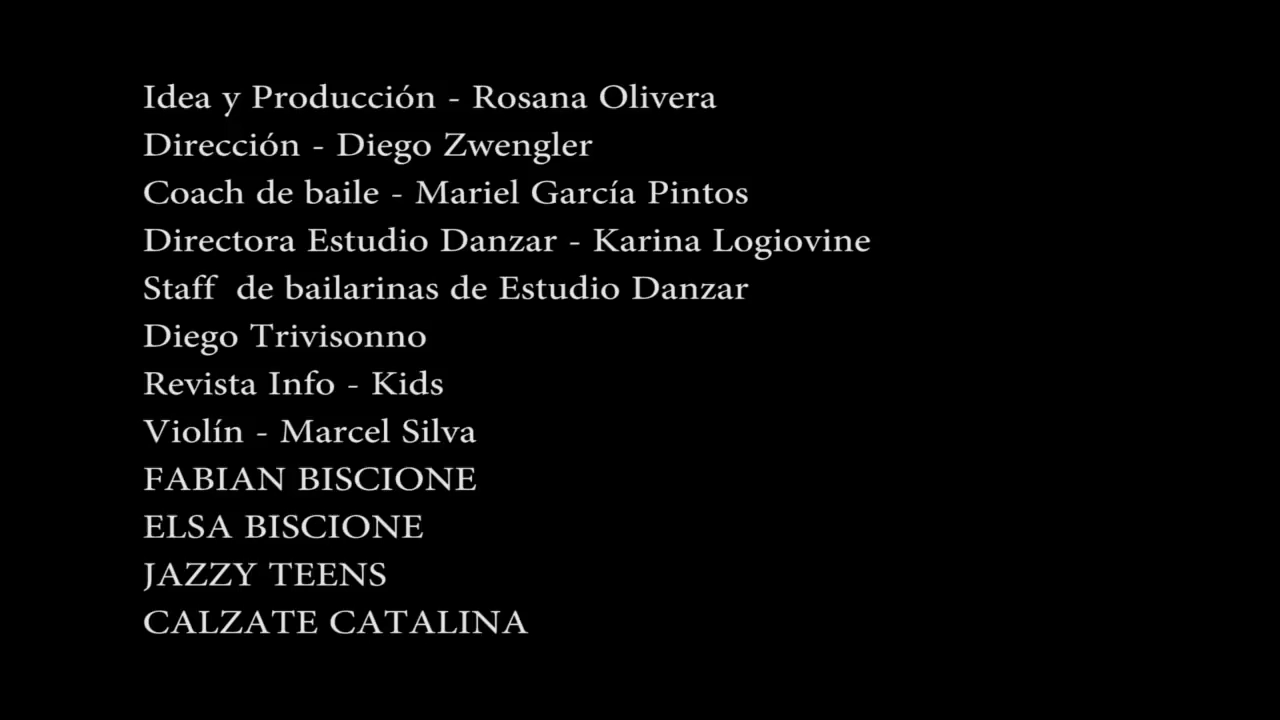 Idea y Producción - Rosana Olivera
Dirección - Diego Zwengler
Coach de baile - Mariel García Pintos
Directora Estudio Danzar - Karina Logiovine
Staff  de bailarinas de Estudio Danzar
Diego Trivisonno
Revista Info - Kids
Violín - Marcel Silva
FABIAN BISCIONE
ELSA BISCIONE
JAZZY TEENS
CALZATE CATALINA